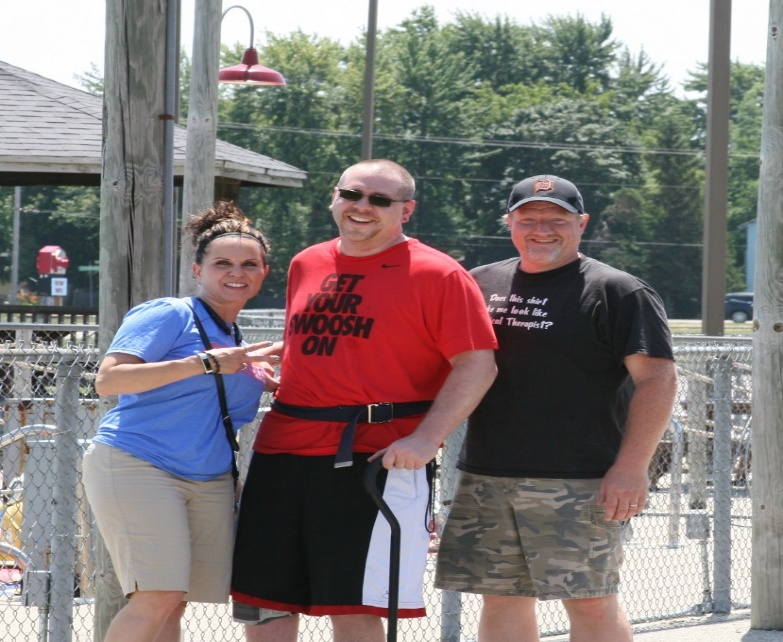 GET
YOUR
SWOOSH
ON
Does this shirt
me look like
Therapist?